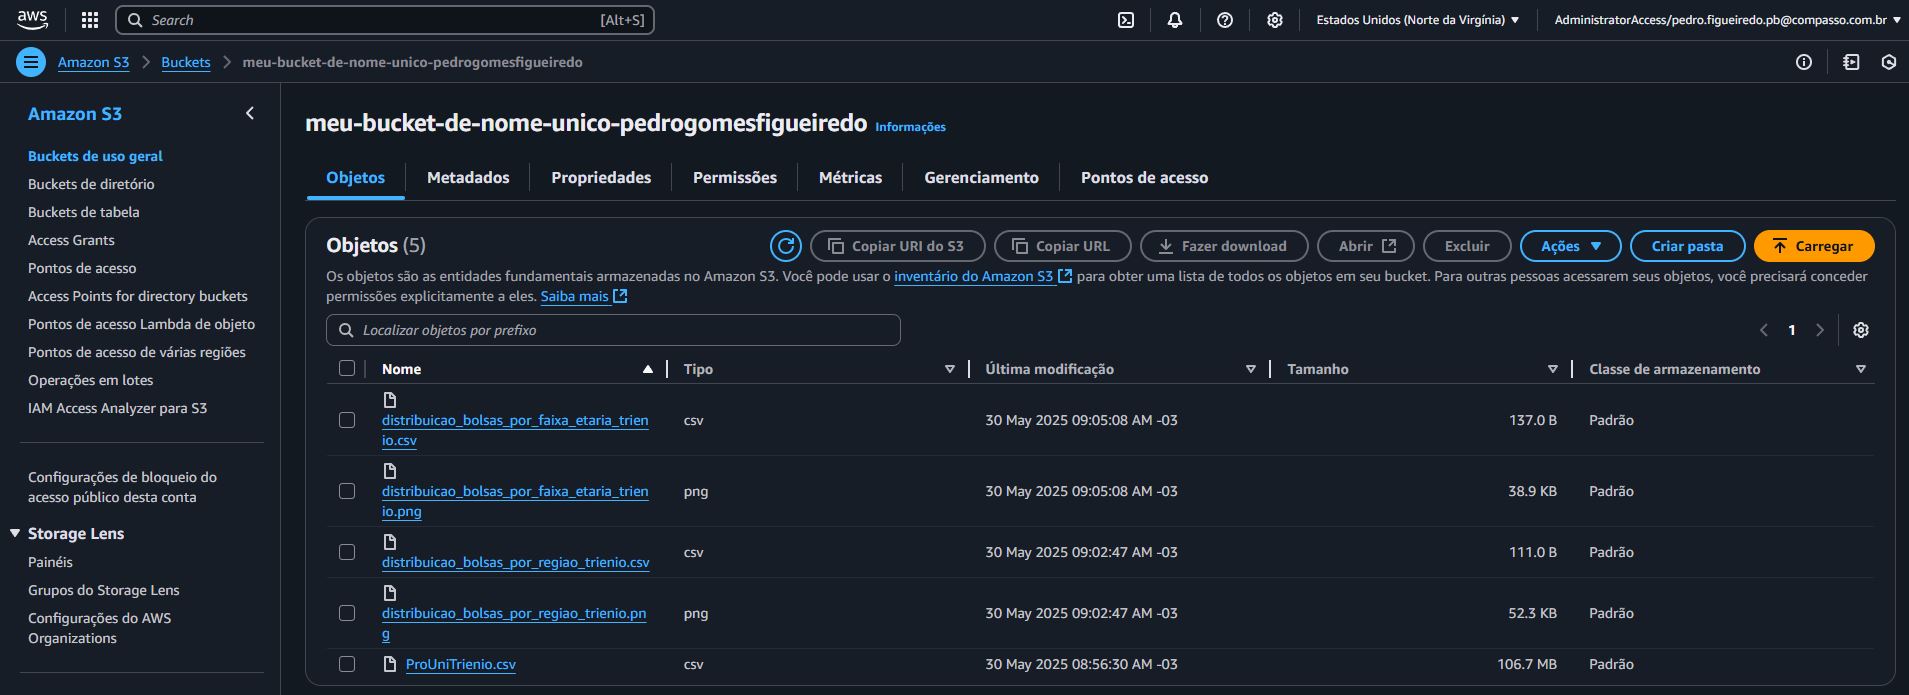 aws
Search [Alt+S]
Estados Unidos (Norte da Virgínia)
AdministratorAccess/pedro.figueiredo.pb@compasso.com.br
Amazon S3 > Buckets > meu-bucket-de-nome-unico-pedrogomesfigueiredo
Amazon S3
Buckets de uso geral
Buckets de diretório
Buckets de tabela
Access Grants
Pontos de acesso
Access Points for directory buckets
Pontos de acesso Lambda de objeto
Pontos de acesso de várias regiões
Operações em lotes
IAM Access Analyzer para S3
Configurações de bloqueio do
acesso público desta conta
Storage Lens
Painéis
Grupos do Storage Lens
Configurações do AWS
Organizations
meu-bucket-de-nome-unico-pedrogomesfigueiredo Informações
Objetos Metadados Propriedades Permissões Métricas Gerenciamento Pontos de acesso
Objetos (5)
Copiar URI do S3 Copiar URL Fazer download Abrir Excluir Ações Criar pasta Carregar
Os objetos são as entidades fundamentais armazenadas no Amazon S3. Você pode usar o inventário do Amazon S3 para obter uma lista de todos os objetos em seu bucket. Para outras pessoas acessarem seus objetos, você precisará conceder
permissões explicitamente a eles. Saiba mais
Localizar objetos por prefixo
1
Nome Tipo Última modificação Tamanho Classe de armazenamento
distribuicao_bolsas_por_faixa_etaria_trien
io.csv
csv 30 May 2025 09:05:08 AM -03 137.0 B Padrão
distribuicao_bolsas_por_faixa_etaria_trien
io.png
png 30 May 2025 09:05:08 AM -03 38.9 KB Padrão
distribuicao_bolsas_por_regiao_trienio.csv
csv 30 May 2025 09:02:47 AM -03 111.0 B Padrão
distribuicao_bolsas_por_regiao_trienio.pn
g
png 30 May 2025 09:02:47 AM -03 52.3 KB Padrão
ProUniTrienio.csv csv 30 May 2025 08:56:30 AM -03 106.7 MB Padrão